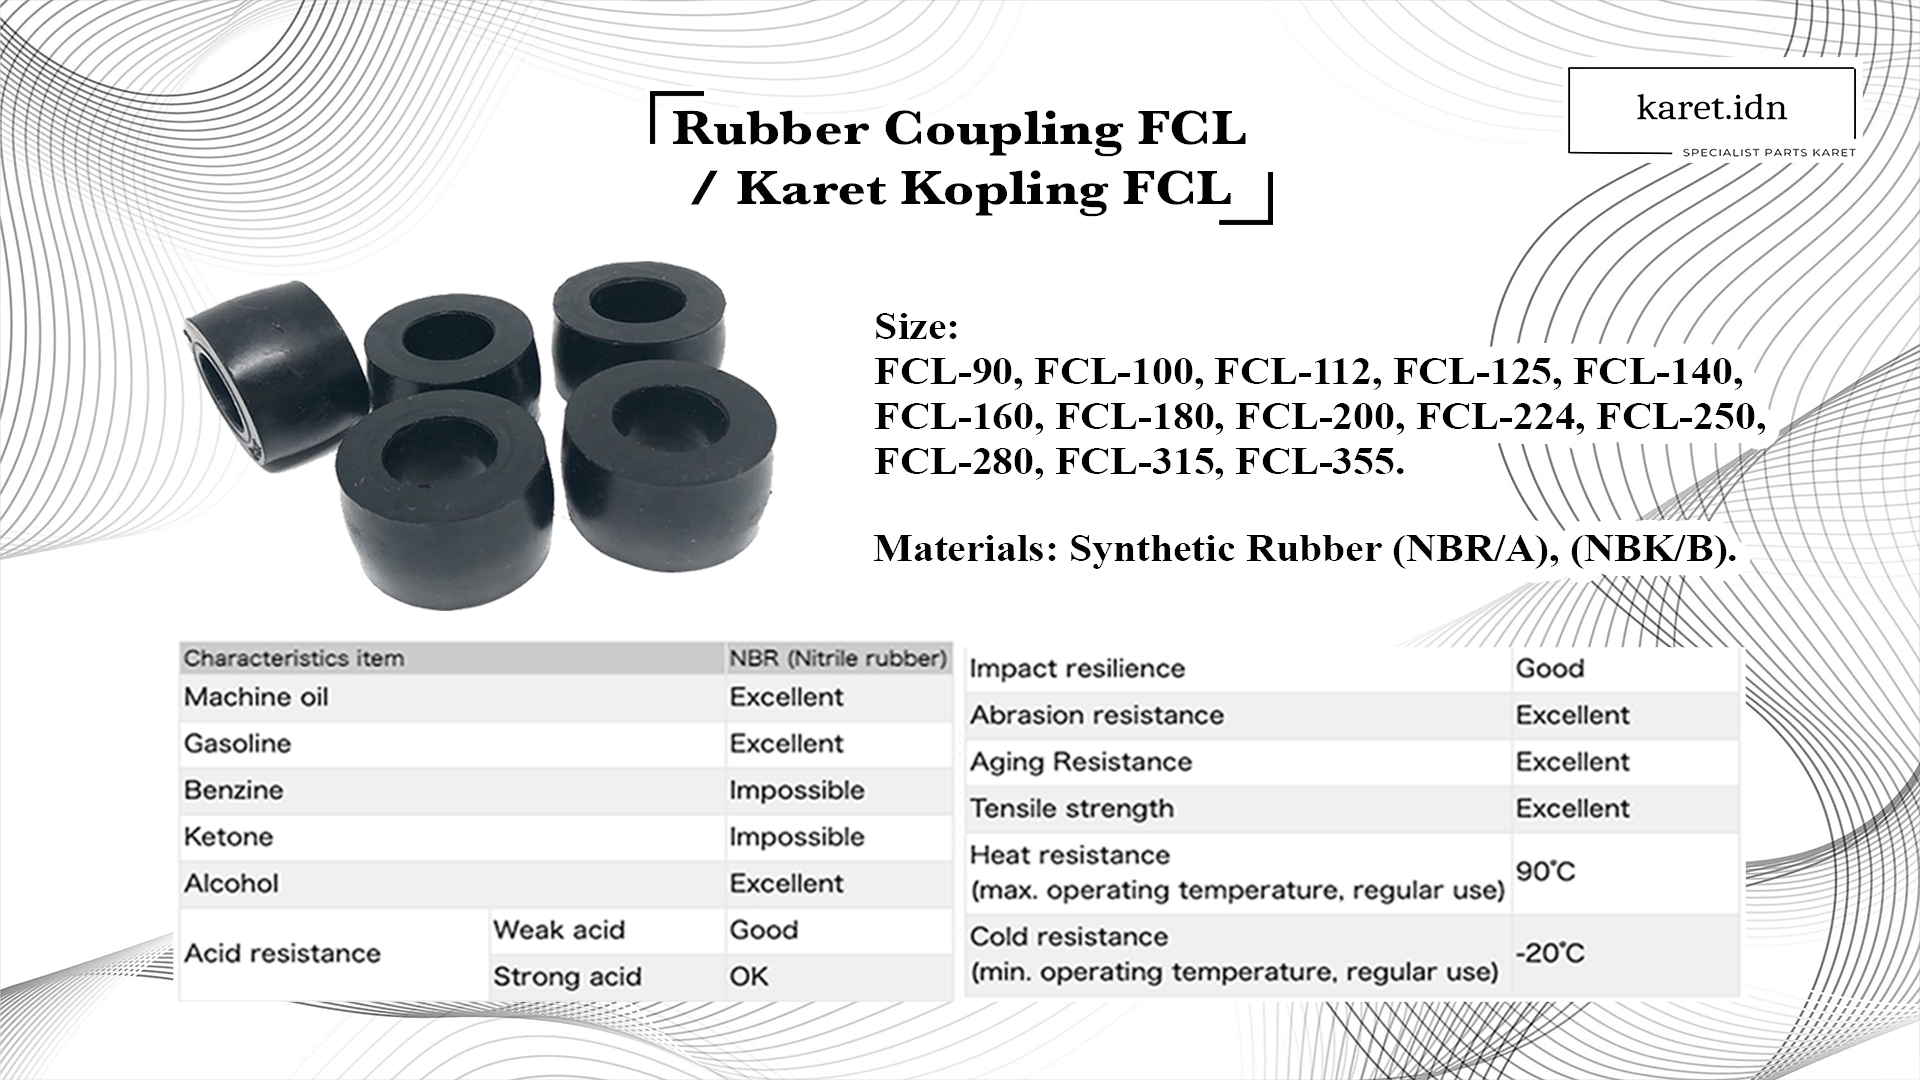 Rubber Coupling FCL
/ Karet Kopling FCL
karet.idn
SPECIALIST PARTS KARET
Size:
FCL-90, FCL-100, FCL-112, FCL-125, FCL-140,
FCL-160, FCL-180, FCL-200, FCL-224, FCL-250,
FCL-280, FCL-315, FCL-355.
Materials: Synthetic Rubber (NBR/A), (NBK/B).
Characteristics item NBR (Nitrile rubber)
Machine oil Excellent
Gasoline Excellent
Benzine Impossible
Ketone Impossible
Alcohol Excellent
Acid resistance
Weak acid Good
Strong acid OK
Impact resilience Good
Abrasion resistance Excellent
Aging Resistance Excellent
Tensile strength Excellent
Heat resistance
(max. operating temperature, regular use) 90°C
Cold resistance
(min. operating temperature, regular use) -20°C